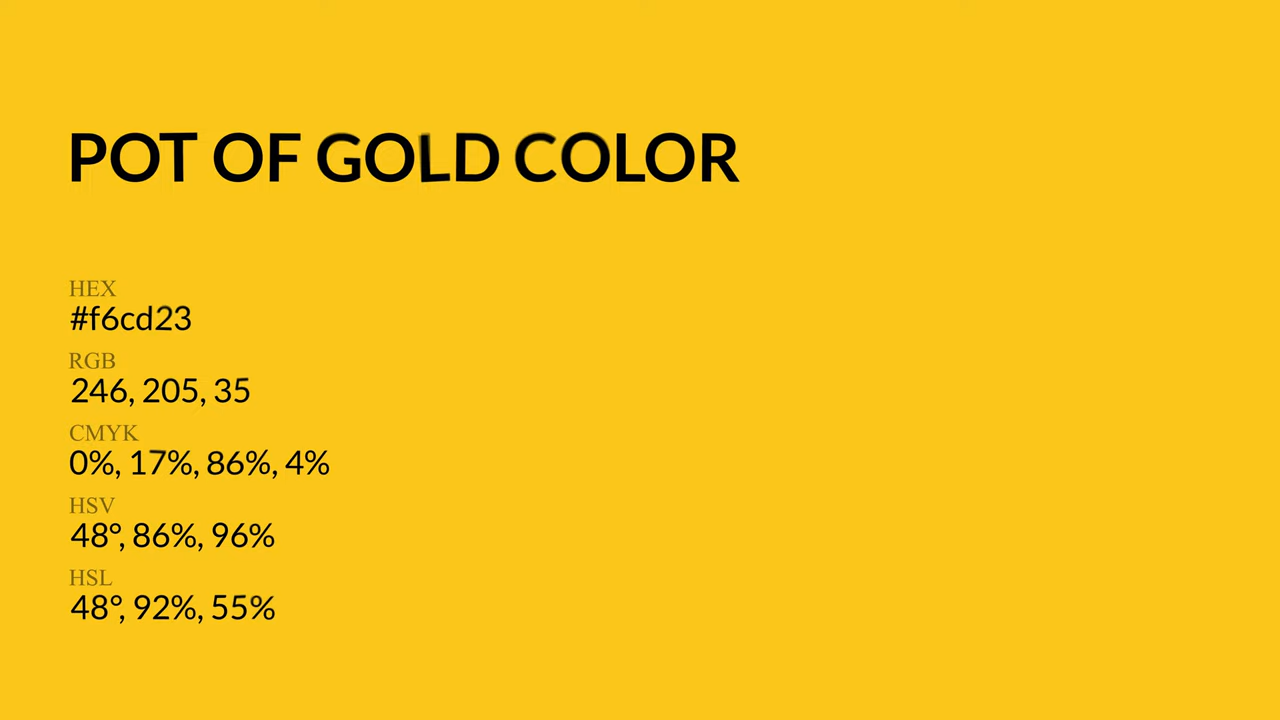 POT OF GOLD COLOR
HEX
#f6cd23
RGB
246, 205, 35
CMYK
0%, 17%, 86%, 4%
HSV
48°, 86%, 96%
HSL
48°, 92%, 55%